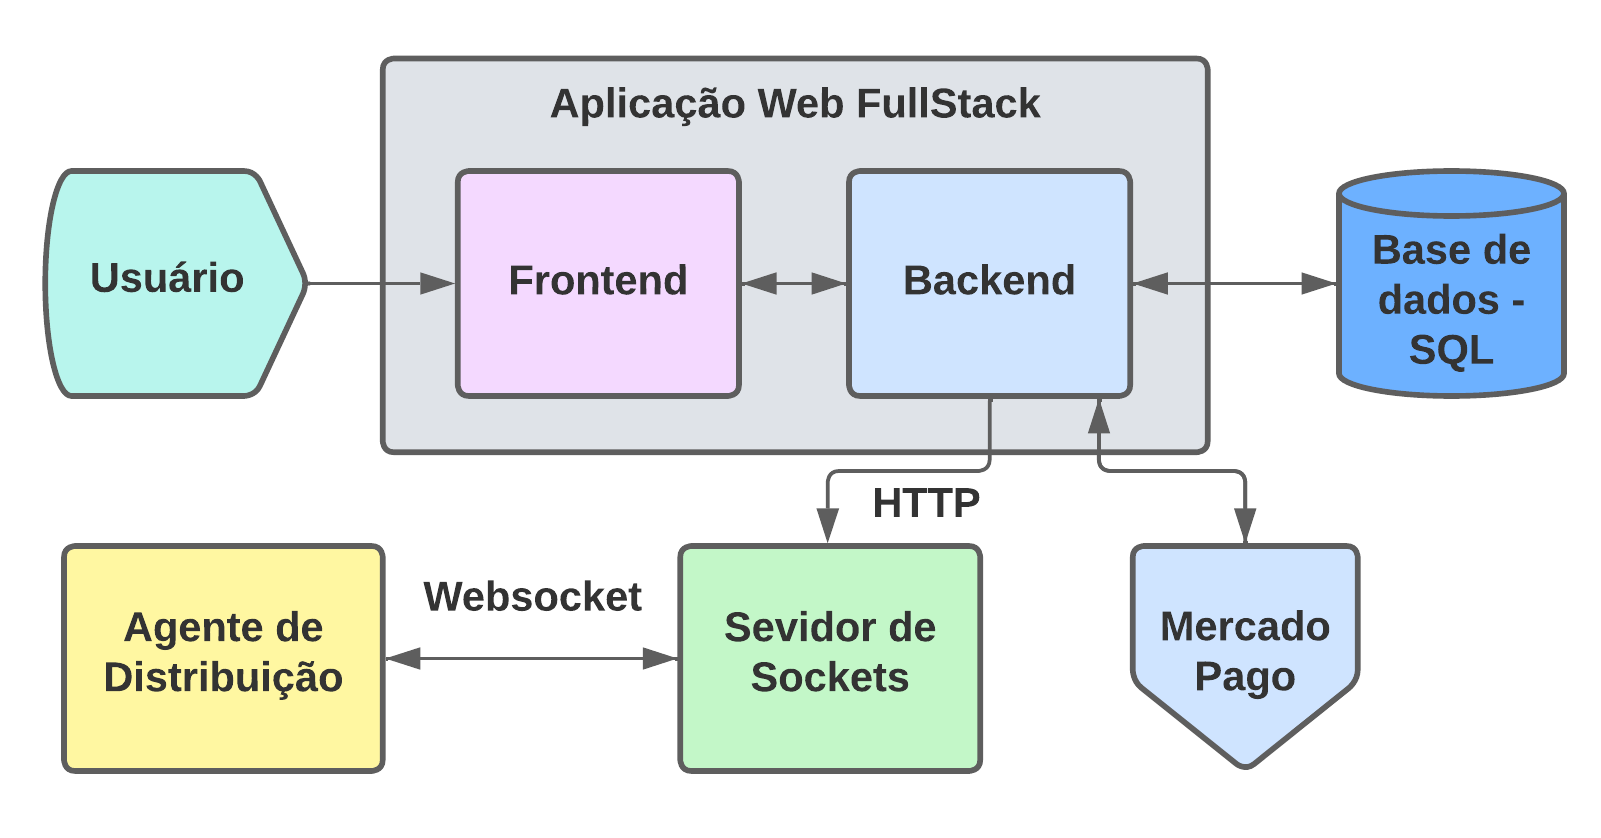 Aplicação Web FullStack
Usuário
Frontend
Backend
Base de
dados -
SQL
HTTP
Websocket
Agente de
Distribuição
Sevidor de
Sockets
Mercado
Pago